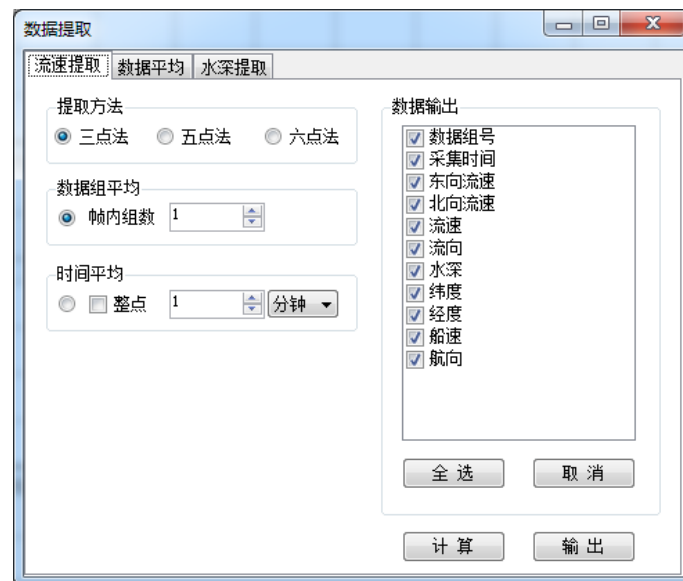 数据提取
流速提取 数据平均 水深提取
提取方法
三点法 五点法 六点法
数据组平均
帧内组数 1
时间平均
整点 1 分钟
数据输出
数据组号
采集时间
东向流速
北向流速
流速
流向
水深
纬度
经度
船速
航向
全选 取消
计算 输出